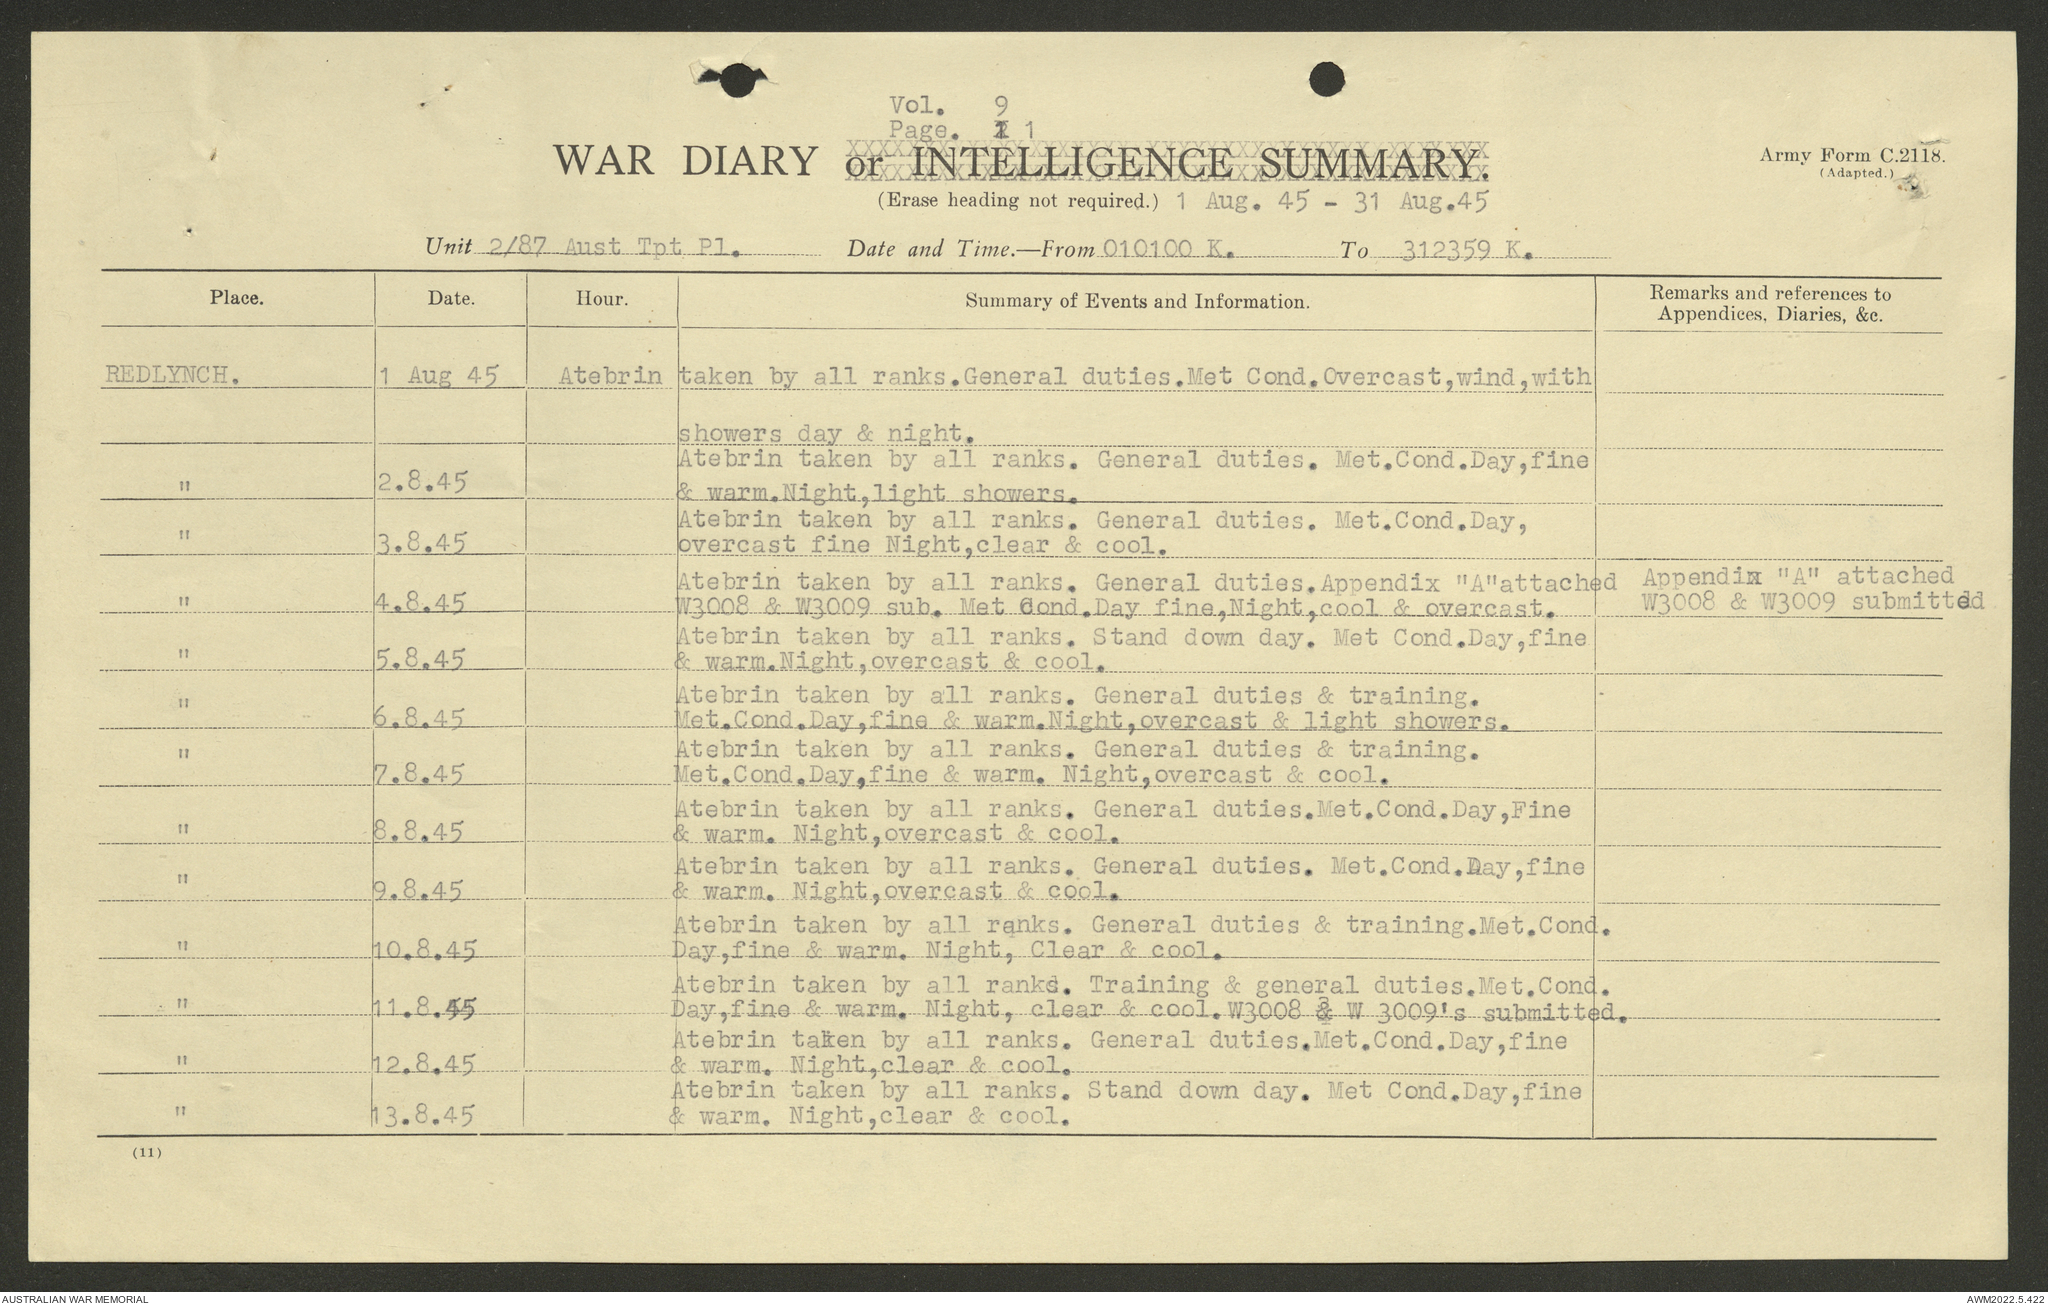 Vol. 9
Page. 1
WAR DIARY or INTELLIGENCE SUMMARY.
Army Form C.2118.
(Adapted.)
(Erase heading not required.) 1 Aug. 45 - 31 Aug.45
Unit 2/87 Aust Tpt Pl. Date and Time.—From 010100 K. To 312359 K.
Place. Date. Hour. Summary of Events and Information. Remarks and references to
Appendices, Diaries, &c.
REDLYNCH. 1 Aug 45 Atebrin taken by all ranks.General duties.Met Cond.Overcast,wind,with
showers day & night.
Atebrin taken by all ranks. General duties. Met.Cond.Day,fine
" 2.8.45
& warm.Night,light showers.
Atebrin taken by all ranks. General duties. Met.Cond.Day,
" 3.8.45 overcast fine Night,clear & cool.
Atebrin taken by all ranks. General duties.Appendix "A"attached Appendix "A" attached
" 4.8.45 W3008 & W3009 sub. Met Cond.Day fine,Night,cool & overcast. W3008 & W3009 submitted
Atebrin taken by all ranks. Stand down day. Met Cond.Day,fine
" 5.8.45 & warm.Night,overcast & cool.
Atebrin taken by all ranks. General duties & training.
" 6.8.45 Met.Cond.Day,fine & warm.Night,overcast & light showers.
Atebrin taken by all ranks. General duties & training.
" 7.8.45 Met.Cond.Day,fine & warm. Night,overcast & cool.
Atebrin taken by all ranks. General duties.Met.Cond.Day,Fine
" 8.8.45 & warm. Night,overcast & cool.
Atebrin taken by all ranks. General duties. Met.Cond.Day,fine
" 9.8.45 & warm. Night,overcast & cool.
Atebrin taken by all ranks. General duties & training.Met.Cond.
" 10.8.45 Day,fine & warm. Night, Clear & cool.
Atebrin taken by all ranks. Training & general duties.Met.Cond.
" 11.8.45 Day,fine & warm. Night, clear & cool.W3008 & W 3009's submitted.
Atebrin taken by all ranks. General duties.Met.Cond.Day,fine
" 12.8.45 & warm. Night,clear & cool.
Atebrin taken by all ranks. Stand down day. Met Cond.Day,fine
" 13.8.45 & warm. Night,clear & cool.
(11)
AUSTRALIAN WAR MEMORIAL AWM2022.5.422